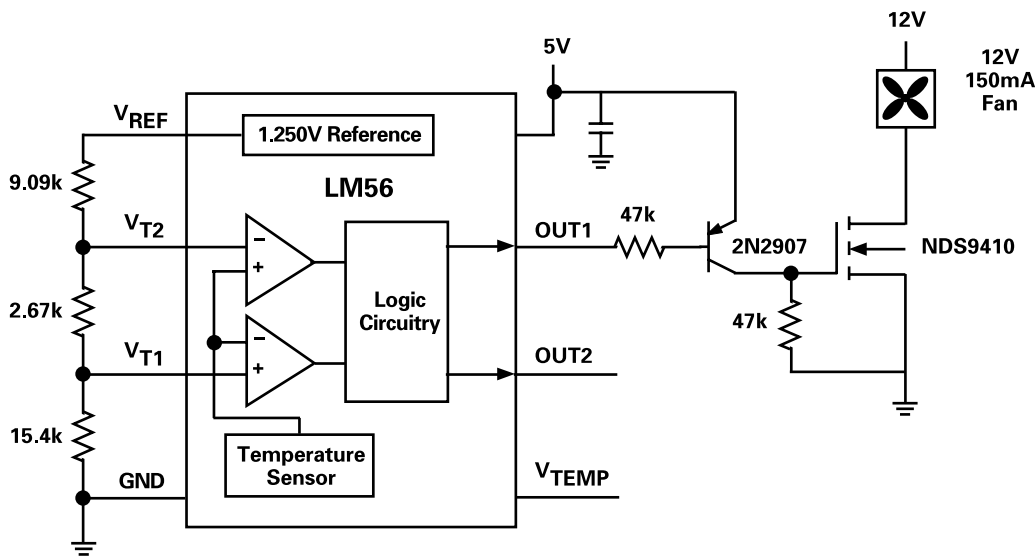 12V
12V
150mA
Fan
5V
VREF
1.250V Reference
LM56
9.09k
VT2
OUT1
47k
2N2907
NDS9410
−
+
Logic
Circuitry
2.67k
47k
VT1
−
+
OUT2
15.4k
Temperature
Sensor
GND
VTEMP